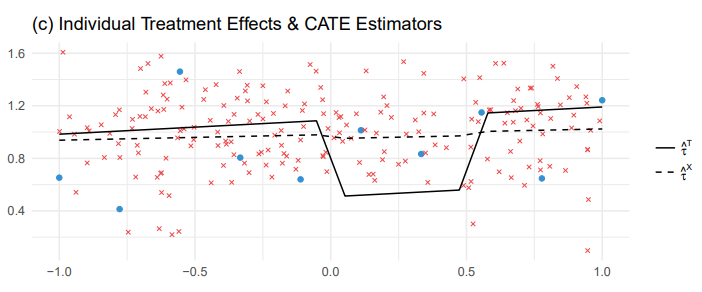 (c) Individual Treatment Effects & CATE Estimators
1.6
1.2
0.8
0.4
−1.0 −0.5 0.0 0.5 1.0
τ̂ᵀ
τ̂ˣ